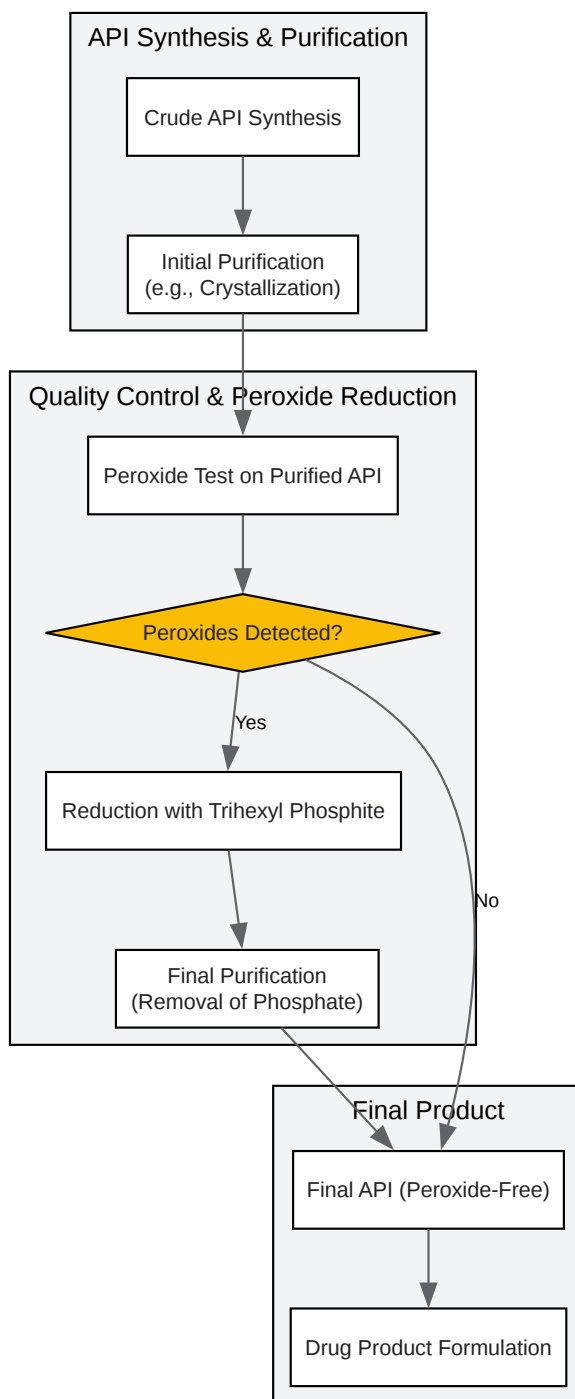 API Synthesis & Purification
Crude API Synthesis
Initial Purification
(e.g., Crystallization)
Quality Control & Peroxide Reduction
Peroxide Test on Purified API
Peroxides Detected?
Yes
Reduction with Trihexyl Phosphite
No
Final Purification
(Removal of Phosphate)
Final Product
Final API (Peroxide-Free)
Drug Product Formulation